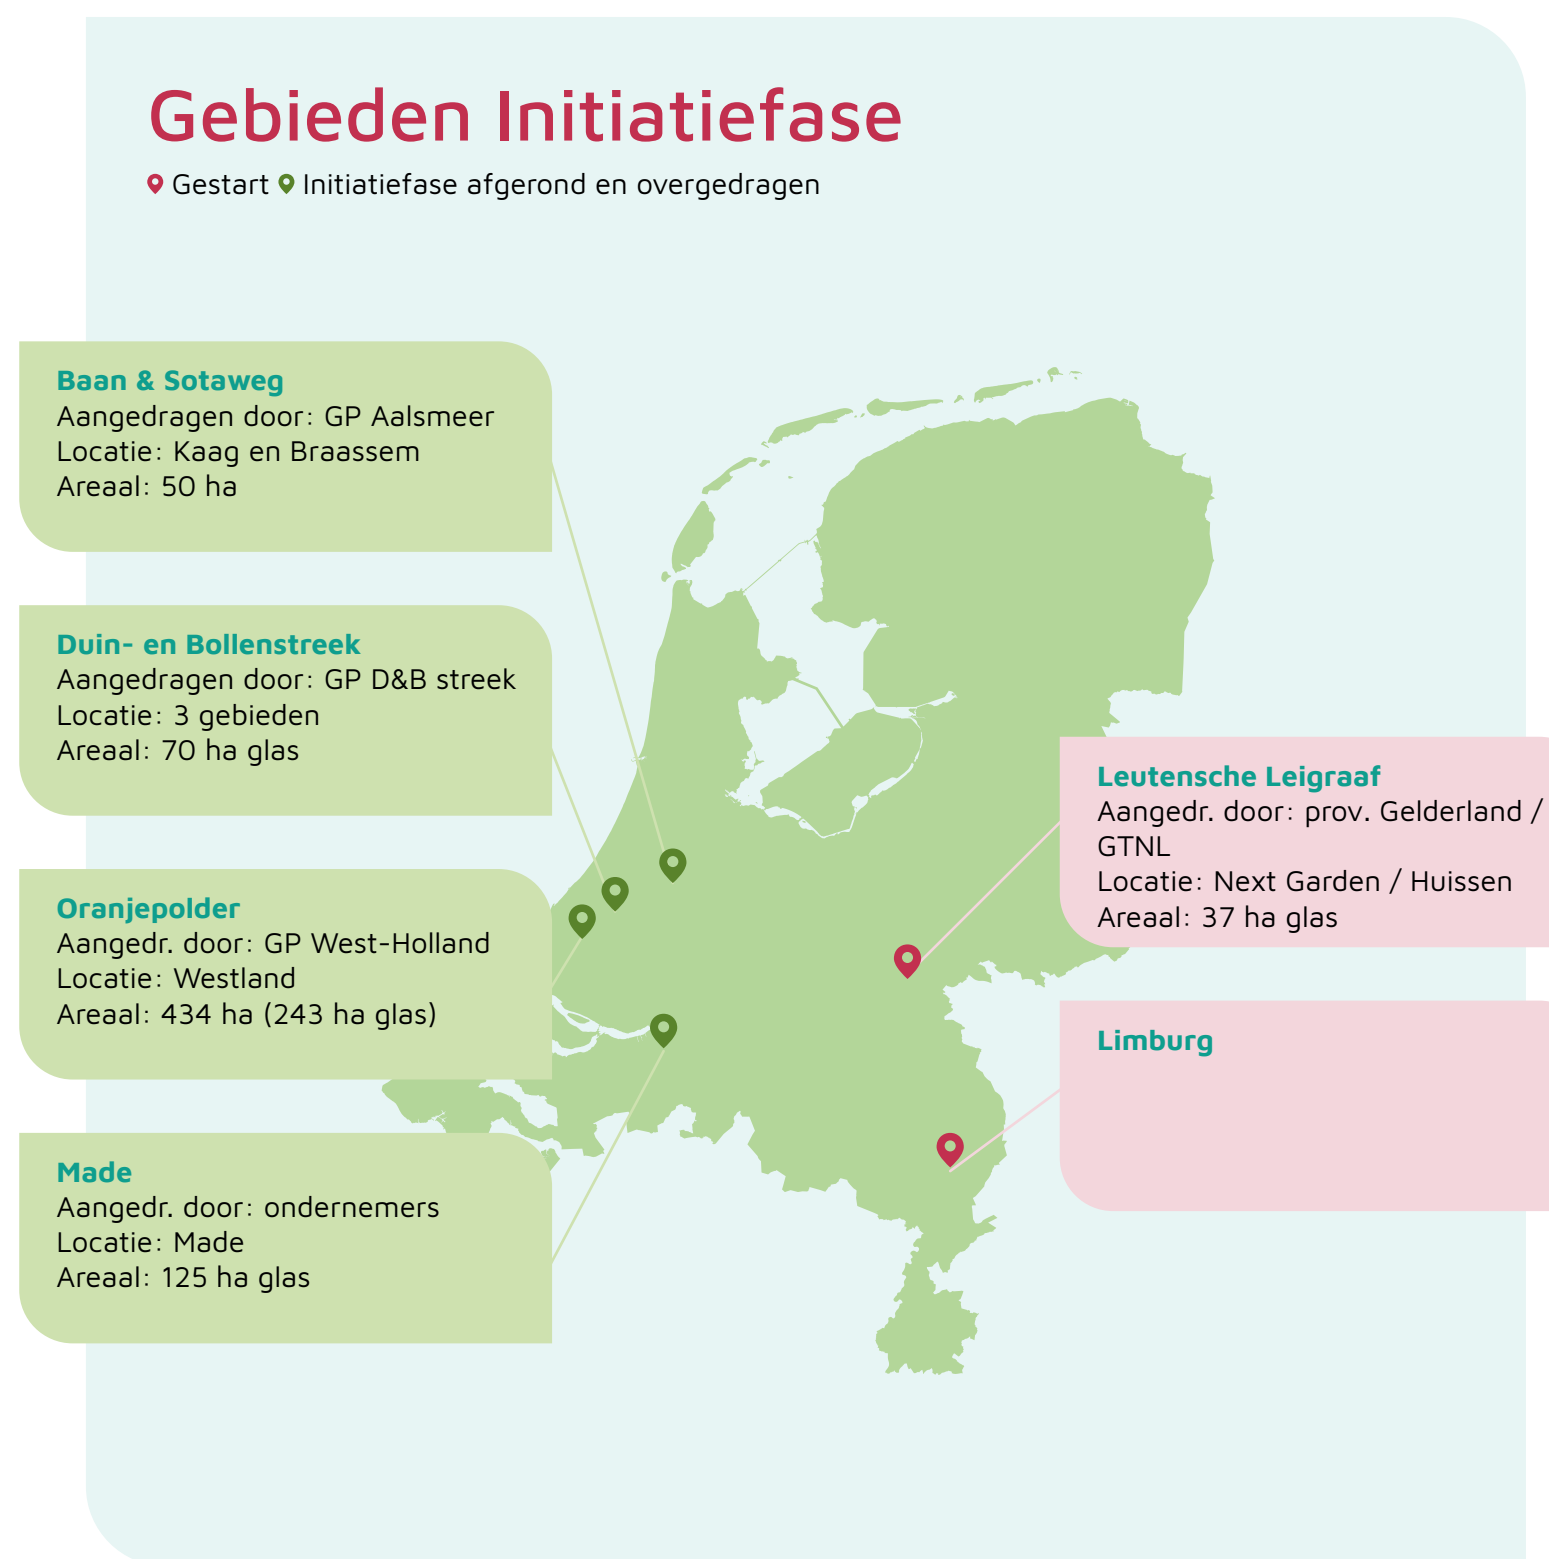 Gebieden Initiatiefase
Gestart Initiatiefase afgerond en overgedragen
Baan & Sotaweg
Aangedragen door: GP Aalsmeer
Locatie: Kaag en Braassem
Areaal: 50 ha
Duin- en Bollenstreek
Aangedragen door: GP D&B streek
Locatie: 3 gebieden
Areaal: 70 ha glas
Oranjepolder
Aangedr. door: GP West-Holland
Locatie: Westland
Areaal: 434 ha (243 ha glas)
Made
Aangedr. door: ondernemers
Locatie: Made
Areaal: 125 ha glas
Leutensche Leigraaf
Aangedr. door: prov. Gelderland /
GTNL
Locatie: Next Garden / Huissen
Areaal: 37 ha glas
Limburg